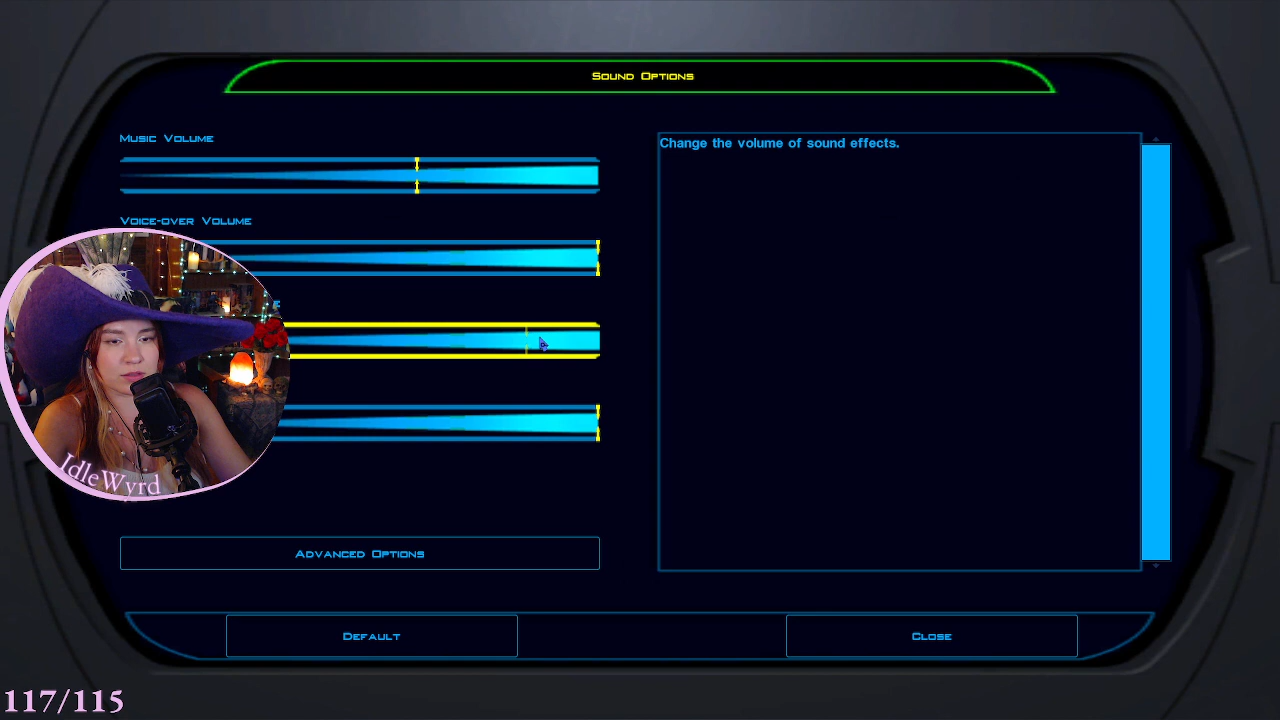 Sound Options
Music Volume
Change the volume of sound effects.
Voice-over Volume
IdleWyrd
Advanced Options
Default
Close
117/115